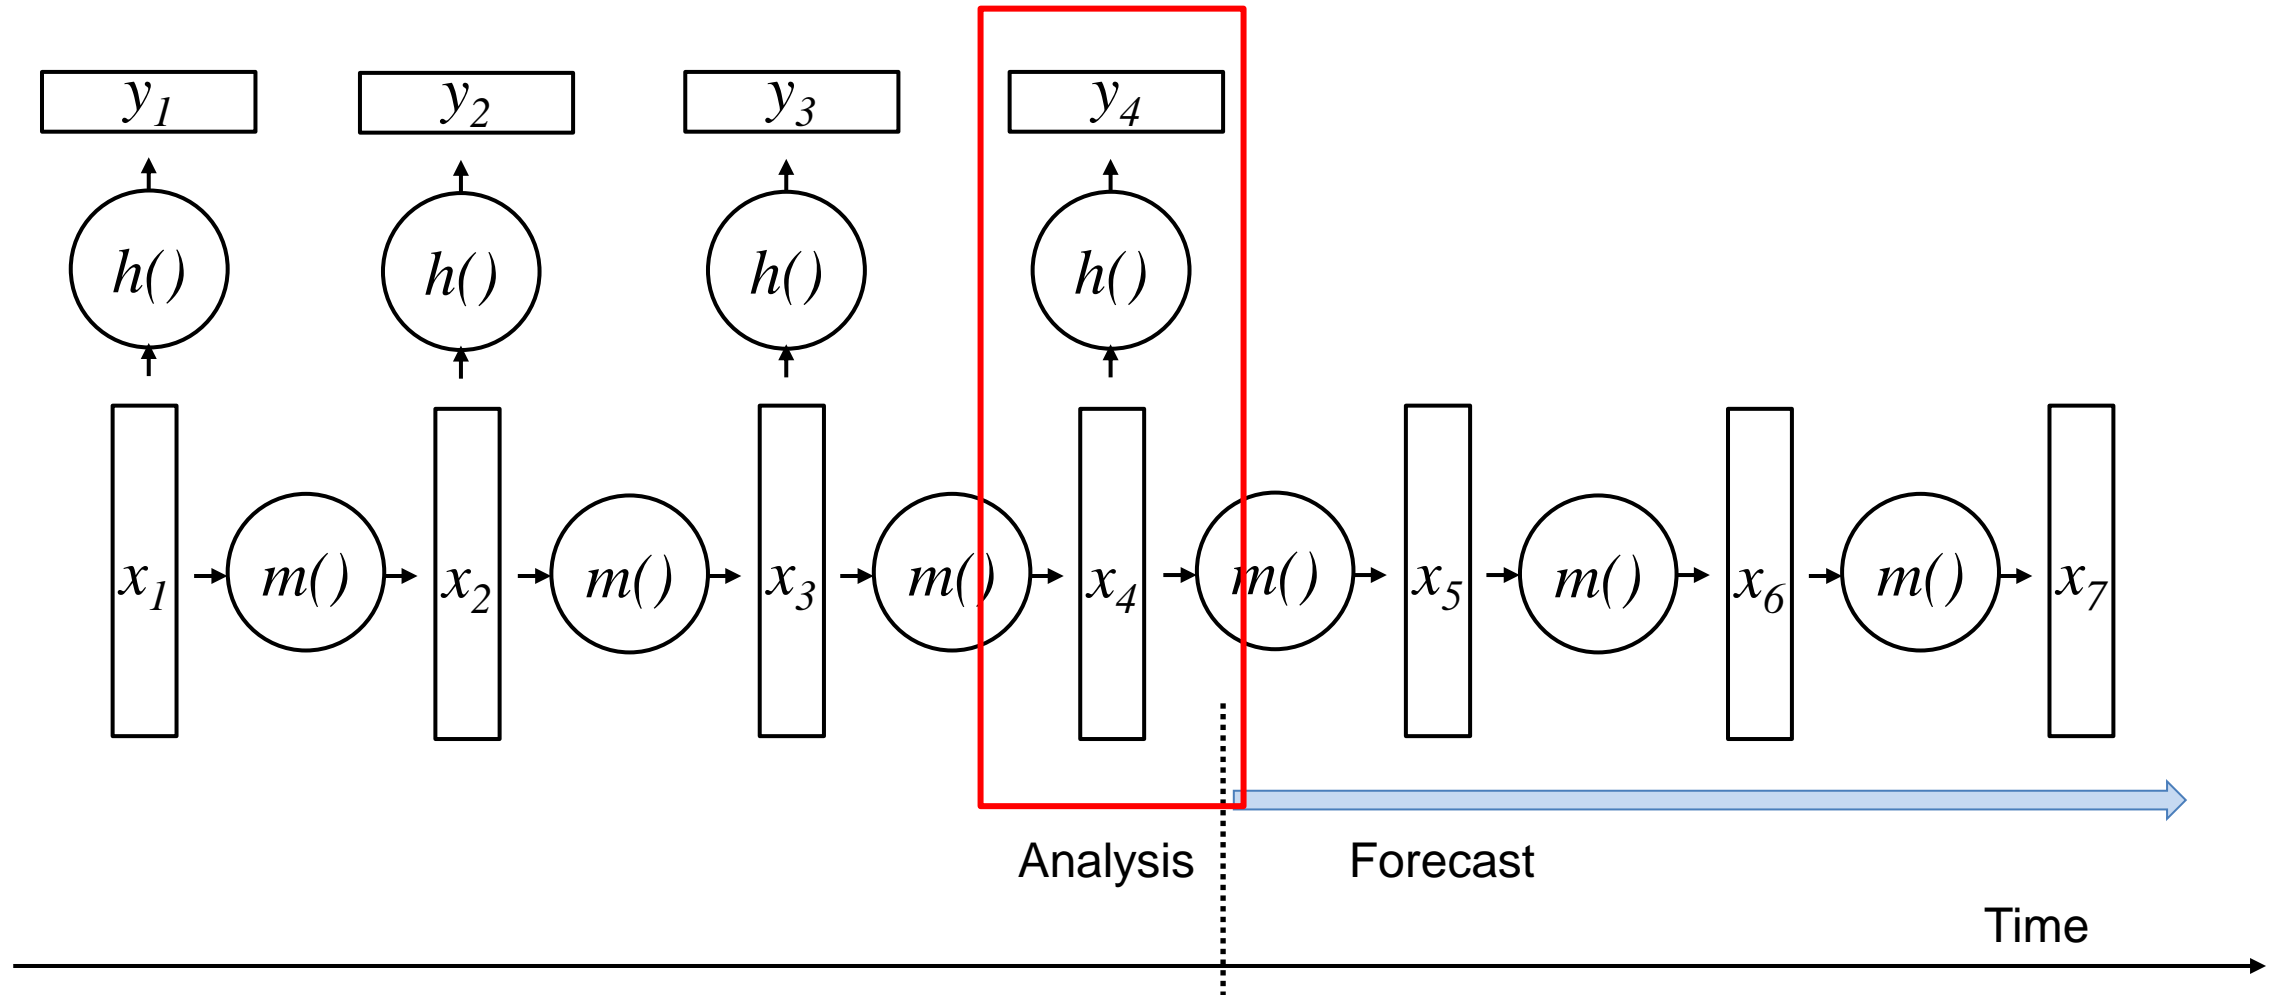 y1 y2 y3 y4
h() h() h() h()
x1 m() x2 m() x3 m() x4 m() x5 m() x6 m() x7
Analysis Forecast
Time